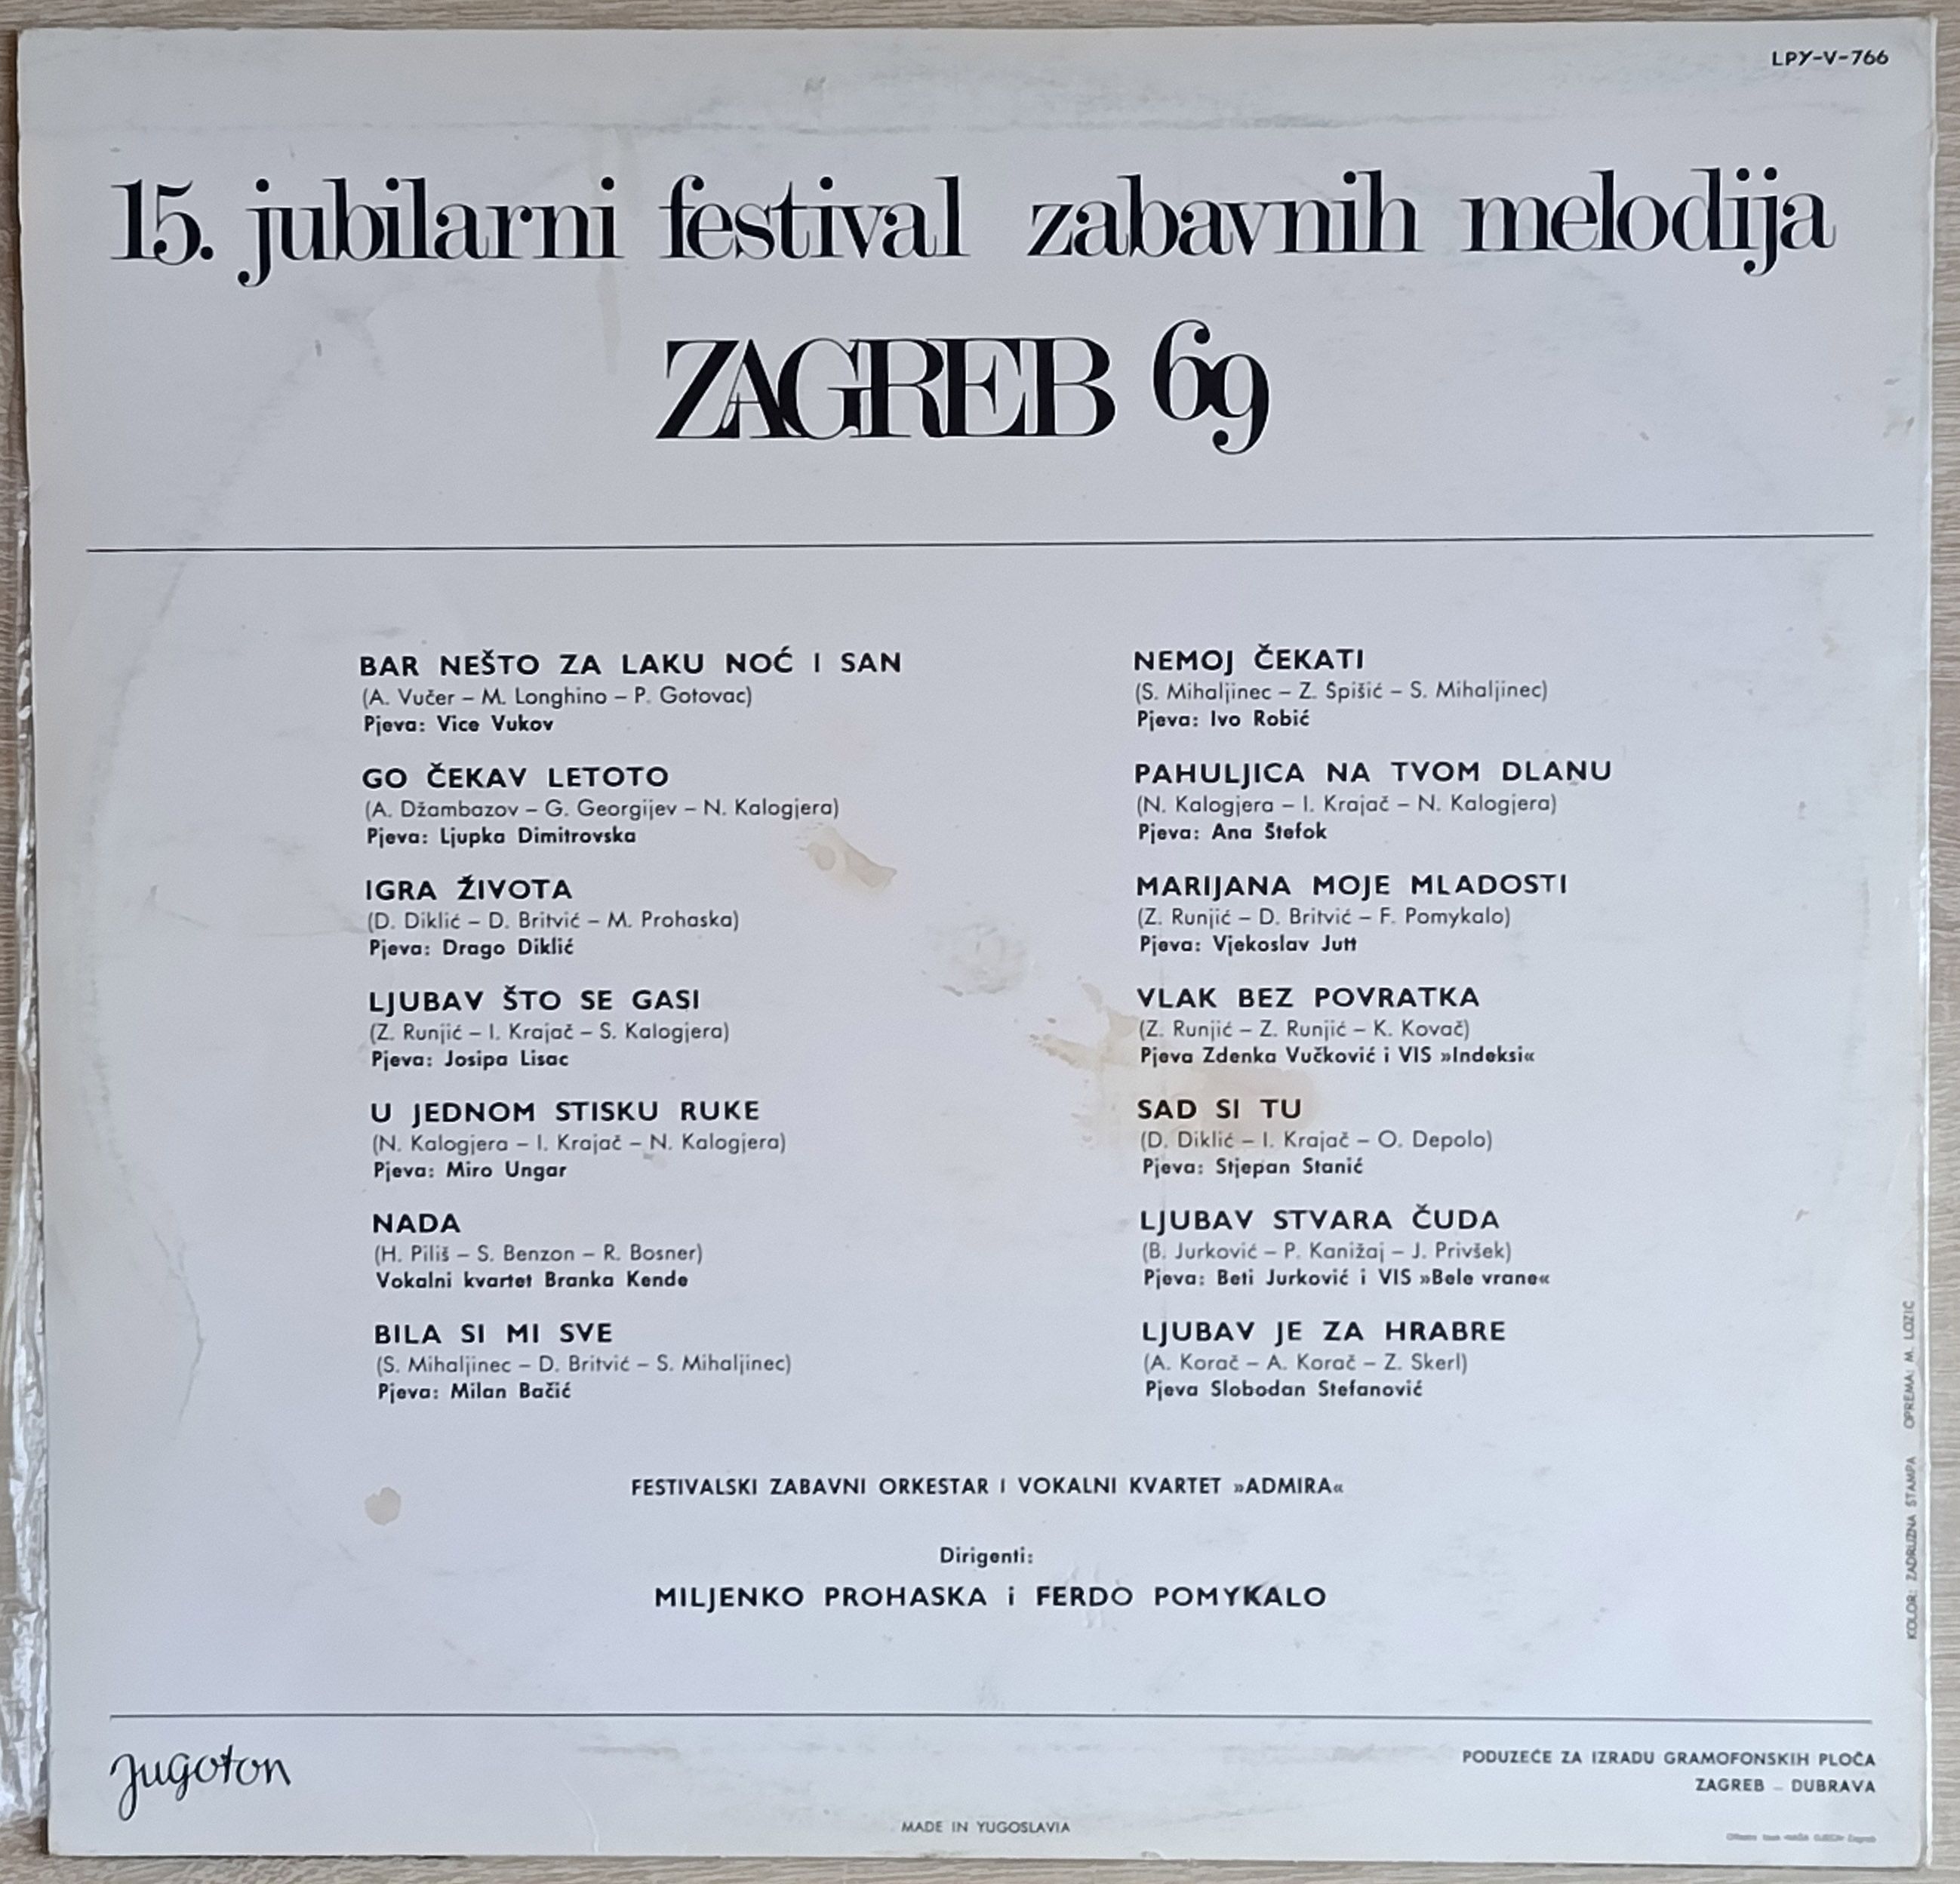 LPY-V-766
15. jubilarni festival zabavnih melodija
ZAGREB 69
BAR NEŠTO ZA LAKU NOĆ I SAN
(A. Vučer – M. Longhino – P. Gotovac)
Pjeva: Vice Vukov
GO ČEKAV LETOTO
(A. Džambazov – G. Georgijev – N. Kalogjera)
Pjeva: Ljupka Dimitrovska
IGRA ŽIVOTA
(D. Diklić – D. Britvić – M. Prohaska)
Pjeva: Drago Diklić
LJUBAV ŠTO SE GASI
(Z. Runjić – I. Krajač – S. Kalogjera)
Pjeva: Josipa Lisac
U JEDNOM STISKU RUKE
(N. Kalogjera – I. Krajač – N. Kalogjera)
Pjeva: Miro Ungar
NADA
(H. Piliš – S. Benzon – R. Bosner)
Vokalni kvartet Branka Kende
BILA SI MI SVE
(S. Mihaljinec – D. Britvić – S. Mihaljinec)
Pjeva: Milan Bačić
NEMOJ ČEKATI
(S. Mihaljinec – Z. Špišić – S. Mihaljinec)
Pjeva: Ivo Robić
PAHULJICA NA TVOM DLANU
(N. Kalogjera – I. Krajač – N. Kalogjera)
Pjeva: Ana Štefok
MARIJANA MOJE MLADOSTI
(Z. Runjić – D. Britvić – F. Pomykalo)
Pjeva: Vjekoslav Jutt
VLAK BEZ POVRATKA
(Z. Runjić – Z. Runjić – K. Kovač)
Pjeva Zdenka Vučković i VIS »Indeksi«
SAD SI TU
(D. Diklić – I. Krajač – O. Depolo)
Pjeva: Stjepan Stanić
LJUBAV STVARA ČUDA
(B. Jurković – P. Kanižaj – J. Privšek)
Pjeva: Beti Jurković i VIS »Bele vrane«
LJUBAV JE ZA HRABRE
(A. Korač – A. Korač – Z. Skerl)
Pjeva Slobodan Stefanović
FESTIVALSKI ZABAVNI ORKESTAR I VOKALNI KVARTET »ADMIRA«
Dirigenti:
MILJENKO PROHASKA i FERDO POMYKALO
KOLOR: ZADRUZNA ŠTAMPA OPREMA: M. LOZIĆ
Jugoton
PODUZEĆE ZA IZRADU GRAMOFONSKIH PLOČA
ZAGREB – DUBRAVA
MADE IN YUGOSLAVIA